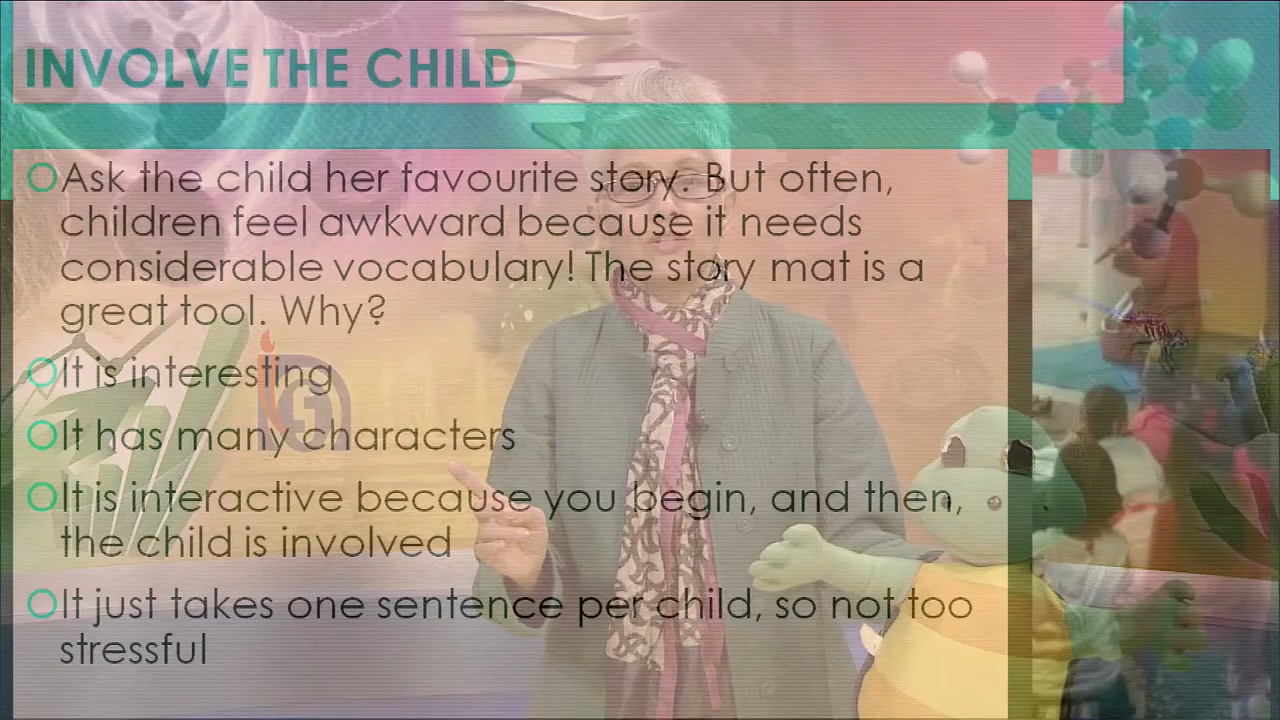 INVOLVE THE CHILD
Ask the child her favourite story. But often,
children feel awkward because it needs
considerable vocabulary! The story mat is a
great tool. Why?
It is interesting
It has many characters
It is interactive because you begin, and then,
the child is involved
It just takes one sentence per child, so not too
stressful